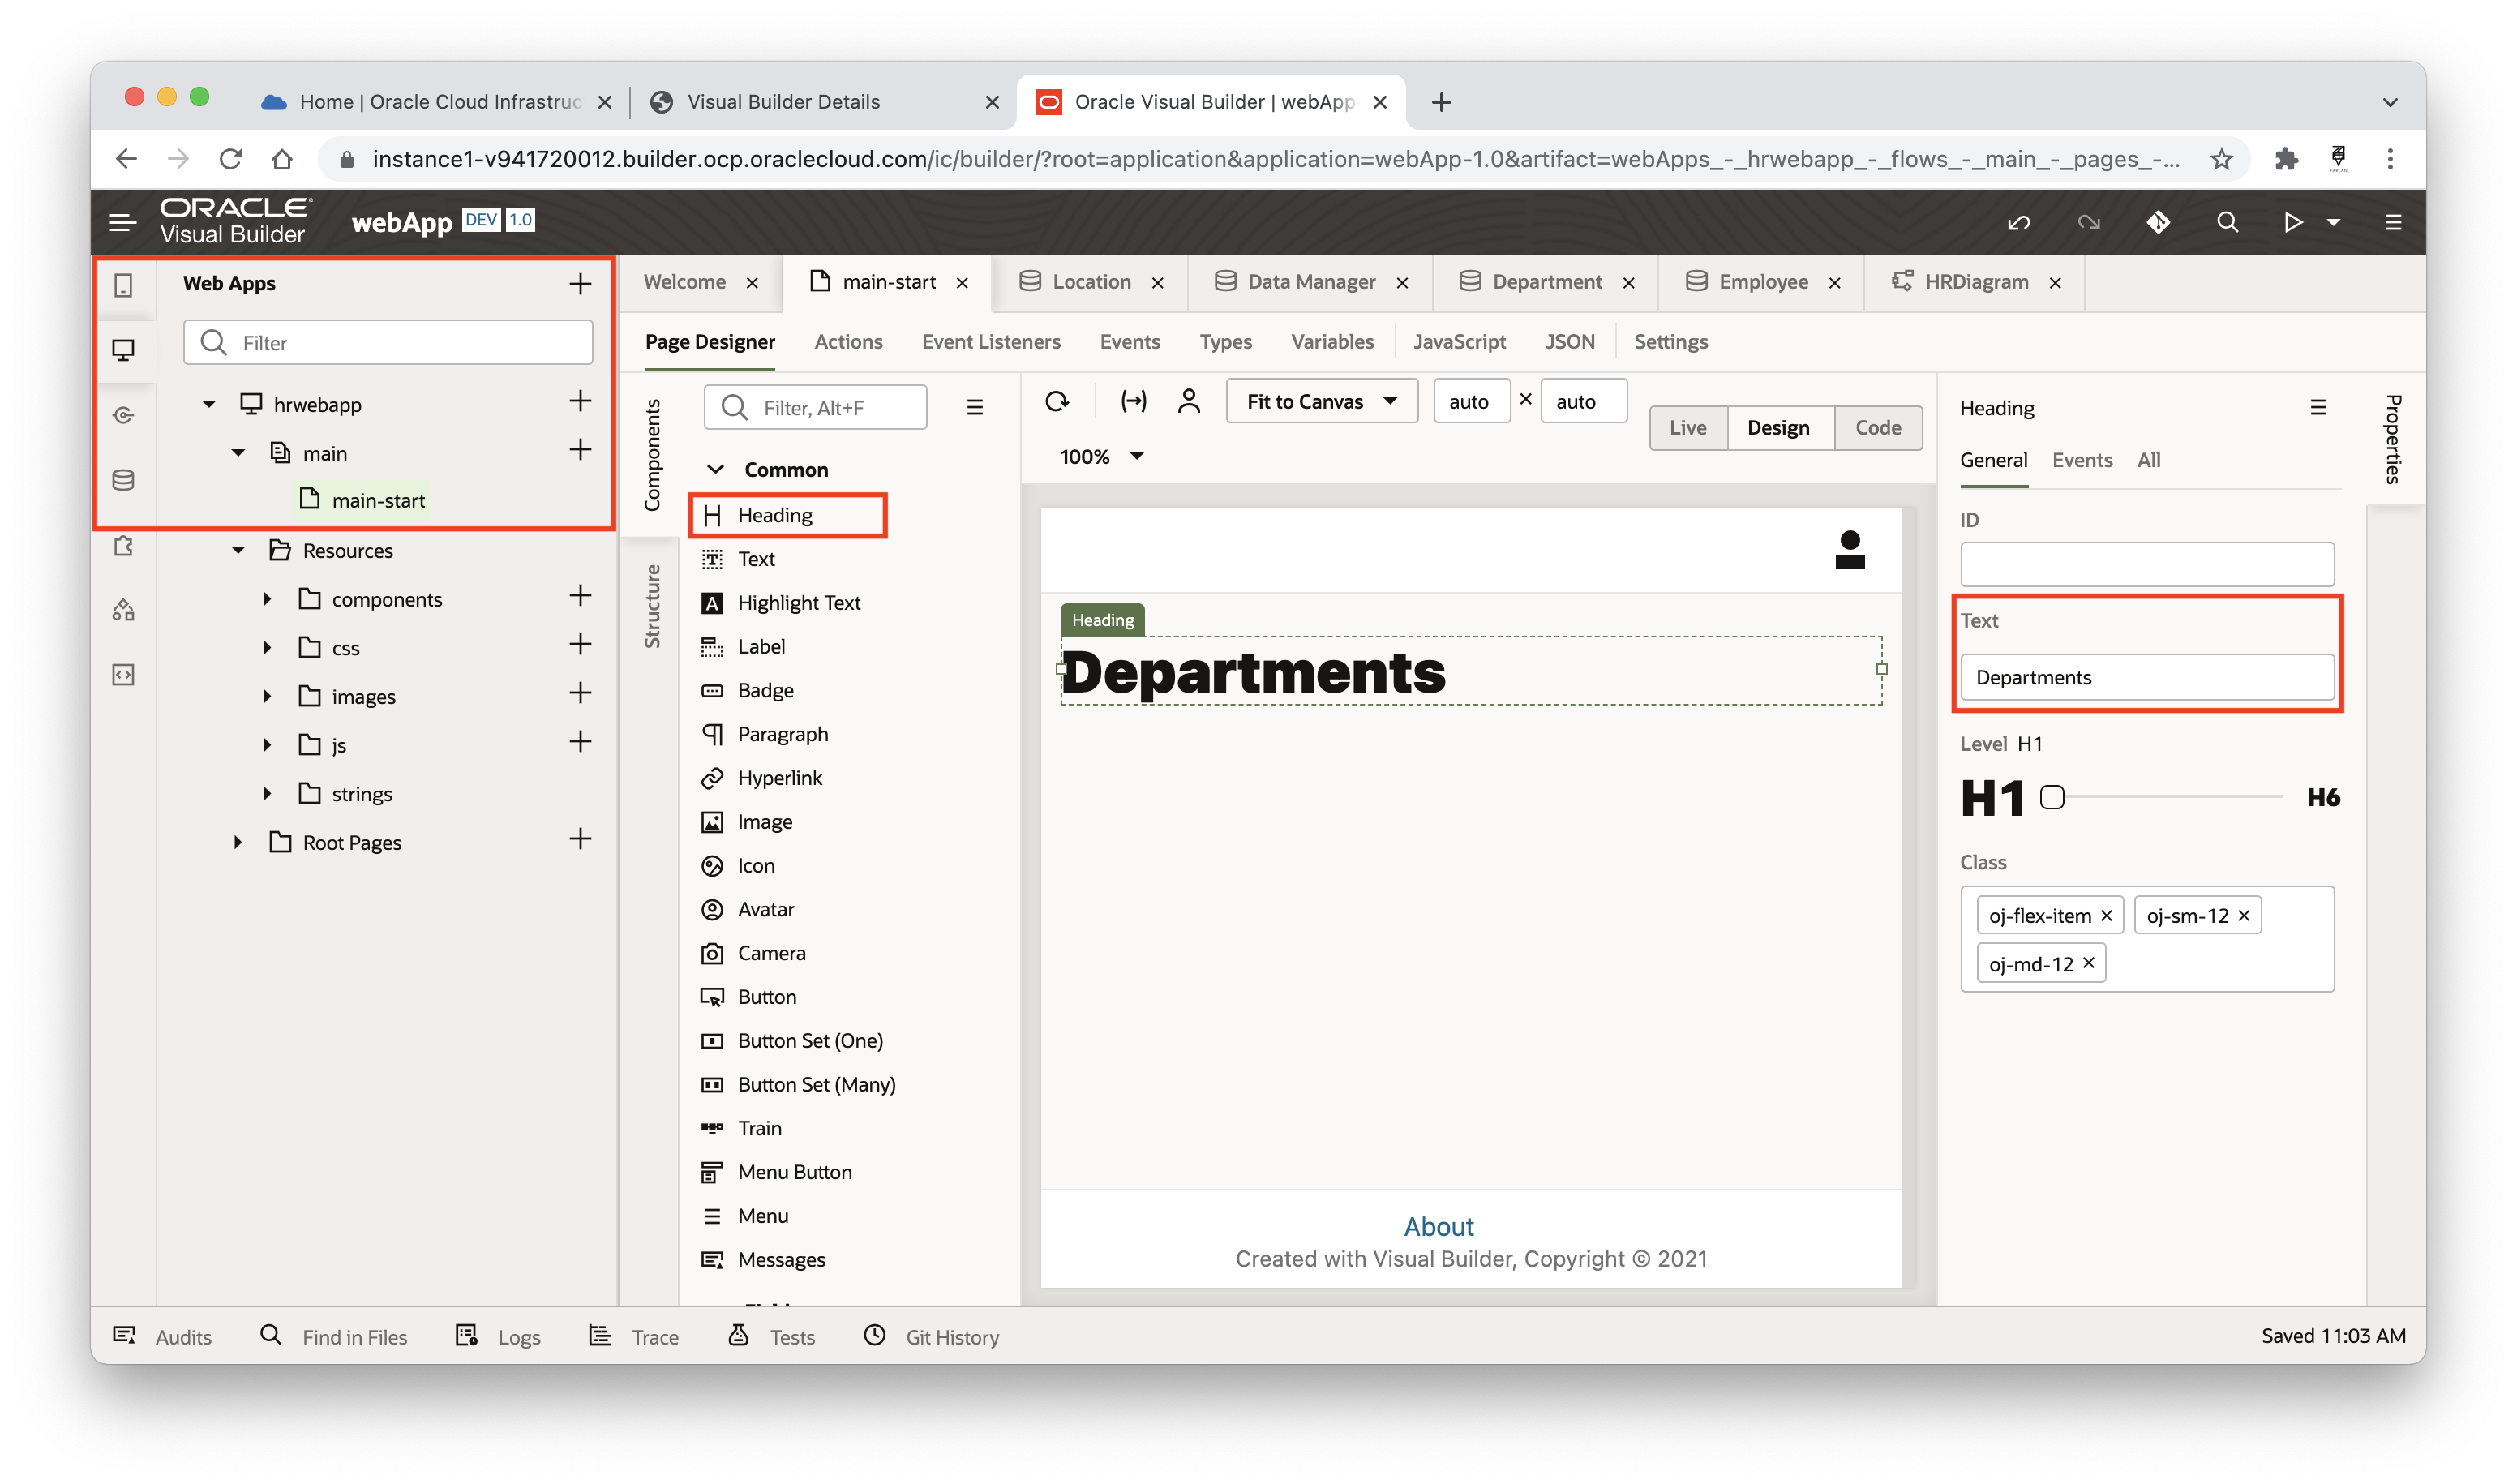 Home | Oracle Cloud Infrastruc
Visual Builder Details
Oracle Visual Builder | webApp
instance1-v941720012.builder.ocp.oraclecloud.com/ic/builder/?root=application&application=webApp-1.0&artifact=webApps_-_hrwebapp_-_flows_-_main_-_pages_-...
ORACLE
Visual Builder
webApp DEV 1.0
Web Apps
Filter
hrwebapp
main
main-start
Resources
components
css
images
js
strings
Root Pages
Welcome
main-start
Location
Data Manager
Department
Employee
HRDiagram
Page Designer
Actions
Event Listeners
Events
Types
Variables
JavaScript
JSON
Settings
Components
Structure
Filter, Alt+F
Common
Heading
Text
Highlight Text
Label
Badge
Paragraph
Hyperlink
Image
Icon
Avatar
Camera
Button
Button Set (One)
Button Set (Many)
Train
Menu Button
Menu
Messages
Fit to Canvas
auto × auto
Live
Design
Code
100%
Heading
Departments
About
Created with Visual Builder, Copyright © 2021
Heading
General
Events
All
ID
Text
Departments
Level H1
H1
H6
Class
oj-flex-item
oj-sm-12
oj-md-12
Properties
Audits
Find in Files
Logs
Trace
Tests
Git History
Saved 11:03 AM